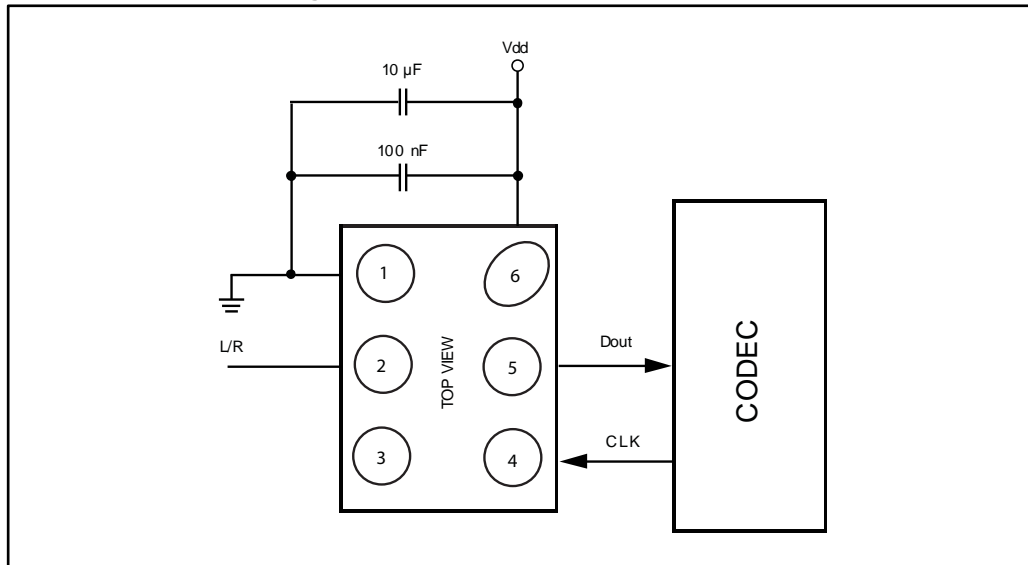 Vdd
10 µF
100 nF
1
6
L/R
2
TOP VIEW
5
Dout
CODEC
3
4
CLK